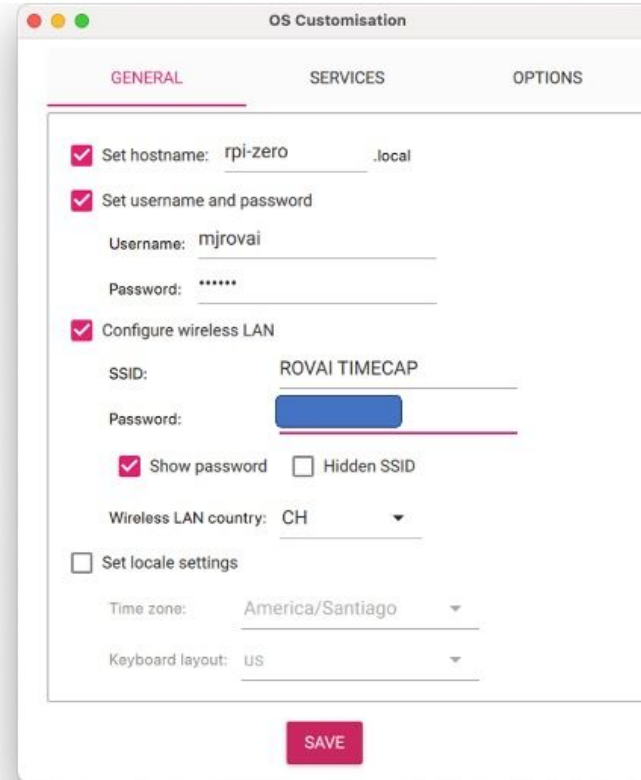 OS Customisation
GENERAL SERVICES OPTIONS
Set hostname: rpi-zero .local
Set username and password
Username: mjrovai
Password: ••••••
Configure wireless LAN
SSID: ROVAI TIMECAP
Password:
Show password Hidden SSID
Wireless LAN country: CH
Set locale settings
Time zone: America/Santiago
Keyboard layout: us
SAVE